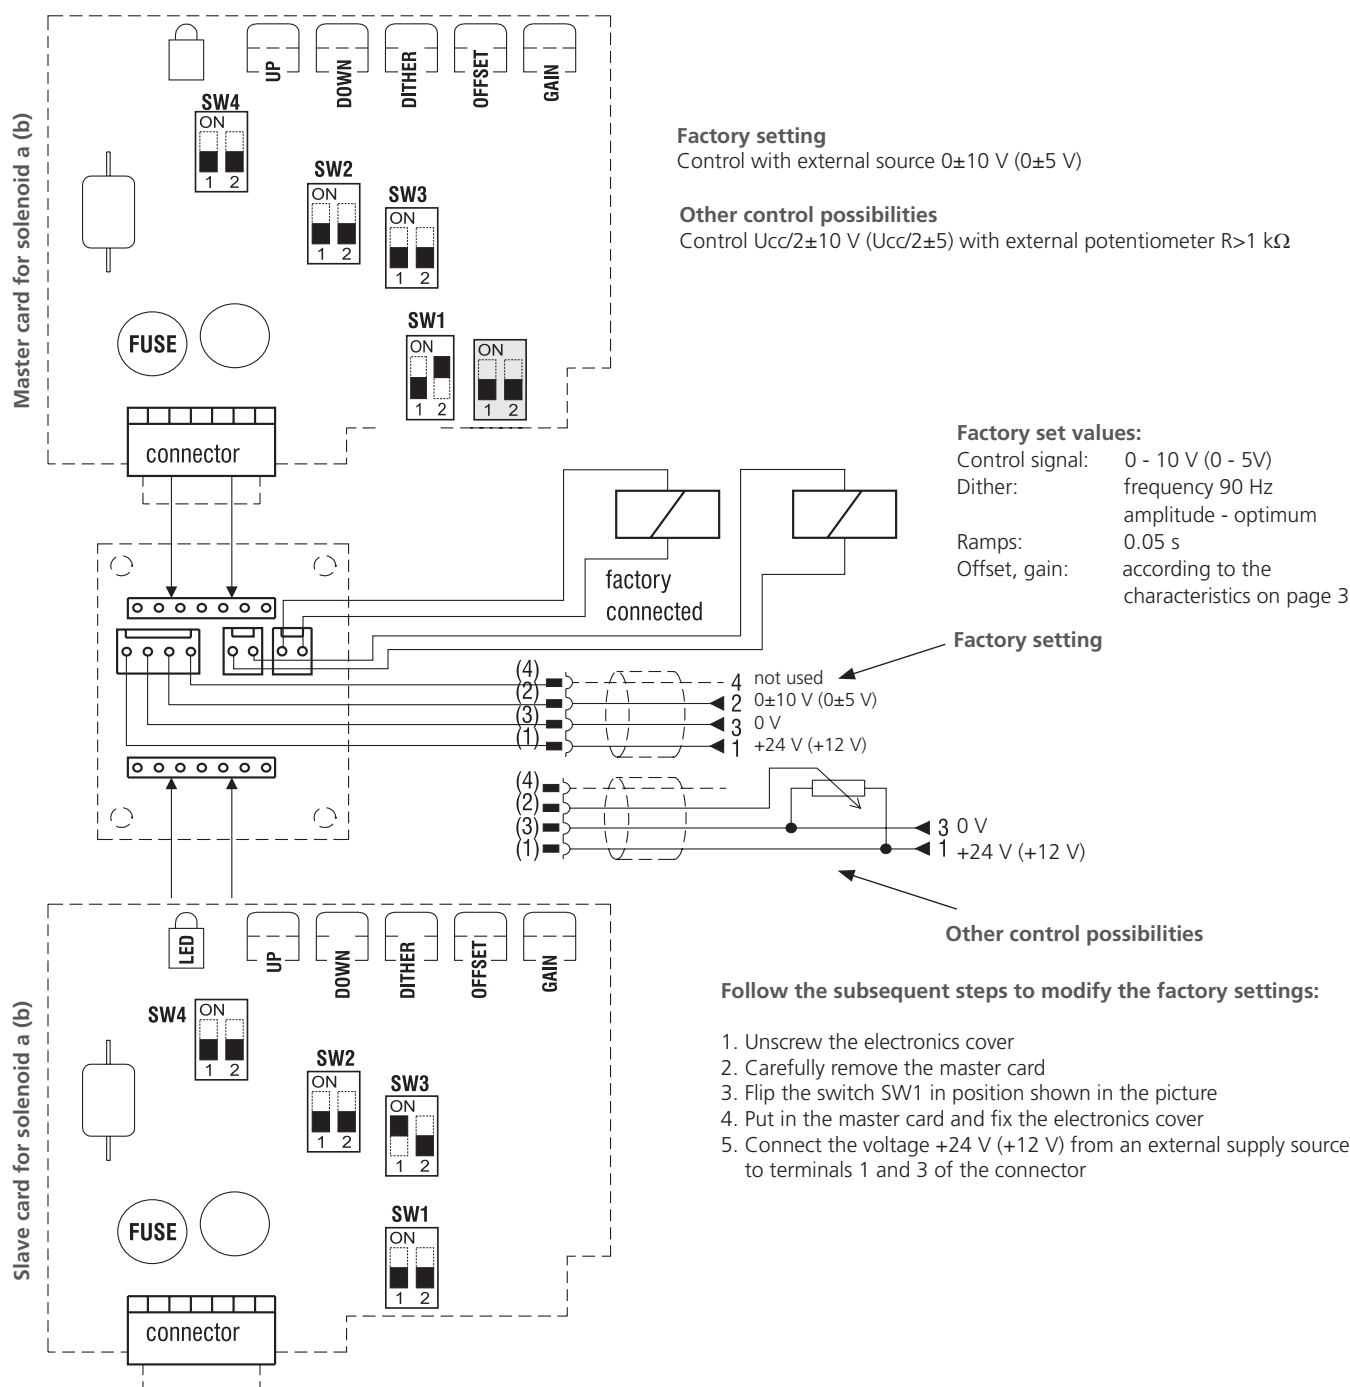 Master card for solenoid a (b)
UP
DOWN
DITHER
OFFSET
GAIN
SW4
ON
1 2
SW2
ON
1 2
SW3
ON
1 2
SW1
ON
1 2
ON
1 2
FUSE
connector
Factory setting
Control with external source 0±10 V (0±5 V)
Other control possibilities
Control Ucc/2±10 V (Ucc/2±5) with external potentiometer R>1 kΩ
Factory set values:
Control signal: 0 - 10 V (0 - 5V)
Dither: frequency 90 Hz
amplitude - optimum
Ramps: 0.05 s
Offset, gain: according to the
characteristics on page 3
factory
connected
Factory setting
(4) 4 not used
(2) 2 0±10 V (0±5 V)
(3) 3 0 V
(1) 1 +24 V (+12 V)
(4)
(2)
(3) 3 0 V
(1) 1 +24 V (+12 V)
Other control possibilities
Slave card for solenoid a (b)
LED
UP
DOWN
DITHER
OFFSET
GAIN
SW4
ON
1 2
SW2
ON
1 2
SW3
ON
1 2
SW1
ON
1 2
FUSE
connector
Follow the subsequent steps to modify the factory settings:
1. Unscrew the electronics cover
2. Carefully remove the master card
3. Flip the switch SW1 in position shown in the picture
4. Put in the master card and fix the electronics cover
5. Connect the voltage +24 V (+12 V) from an external supply source
to terminals 1 and 3 of the connector